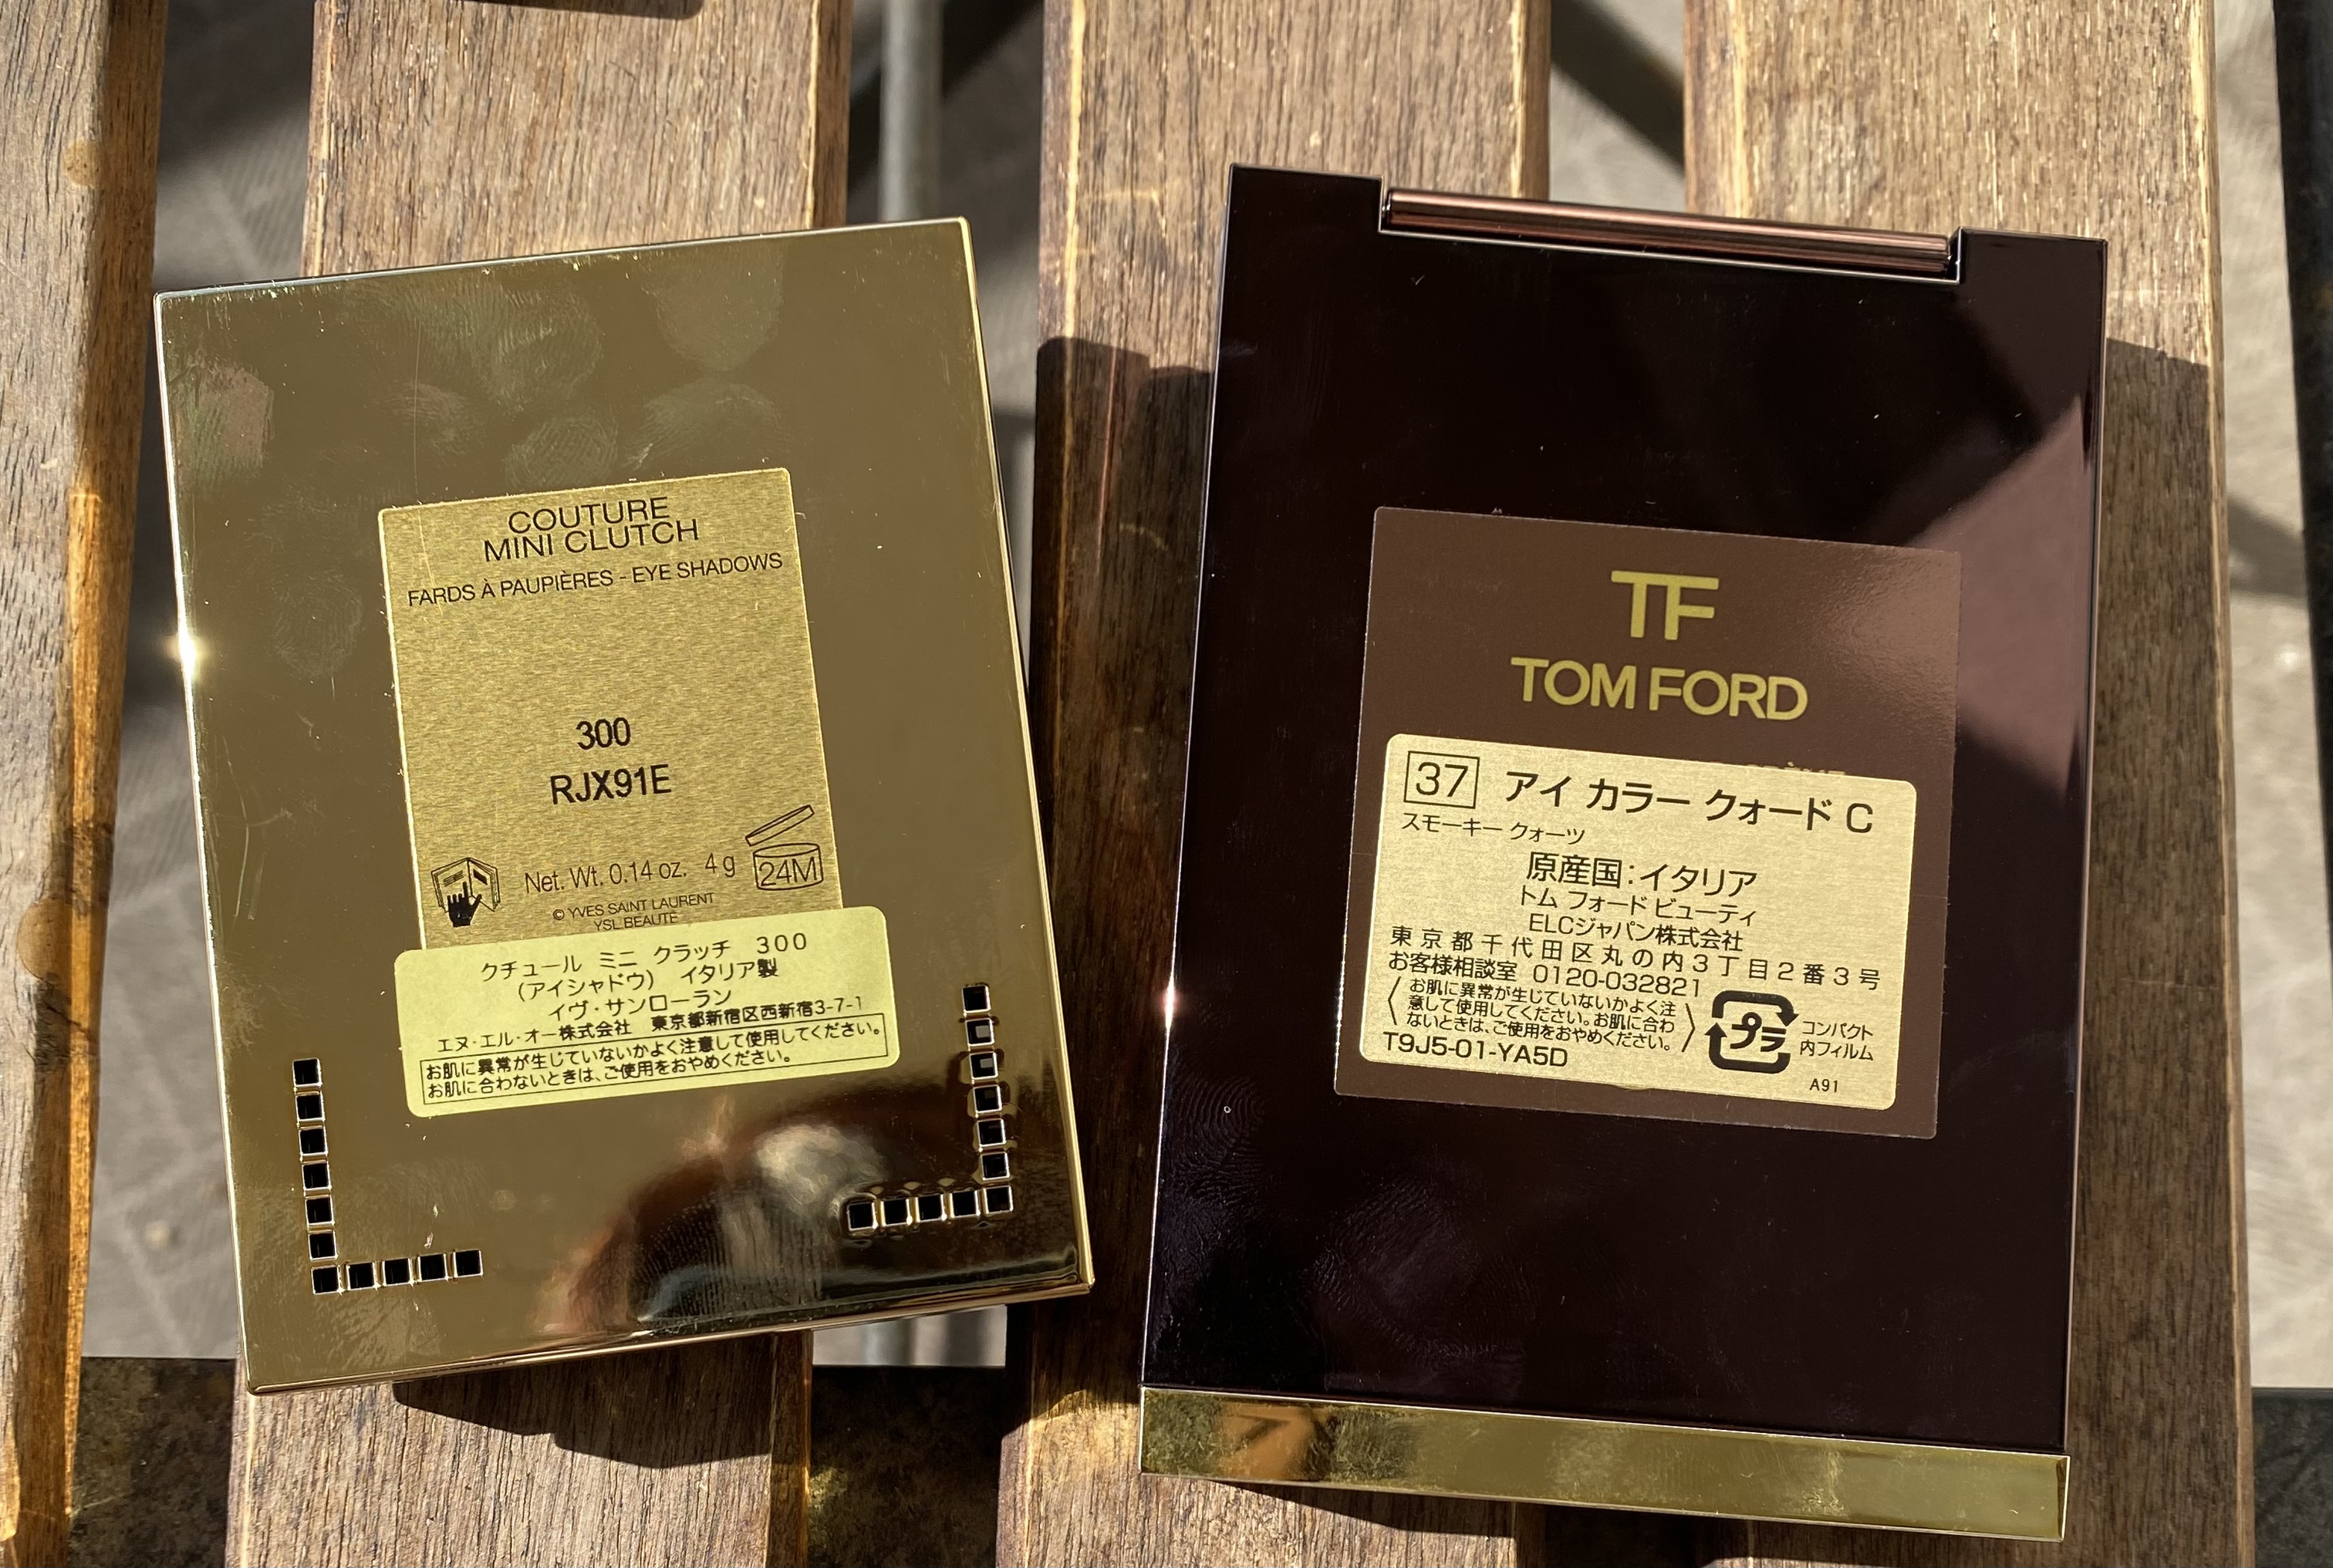 COUTURE
MINI CLUTCH
FARDS À PAUPIÈRES - EYE SHADOWS
300
RJX91E
Net. Wt. 0.14 oz. 4 g
24M
© YVES SAINT LAURENT
YSL BEAUTÉ
クチュール ミニ クラッチ 300
(アイシャドウ) イタリア製
イヴ・サンローラン
エヌ・エル・オー株式会社 東京都新宿区西新宿3-7-1
お肌に異常が生じていないかよく注意して使用してください。
お肌に合わないときは、ご使用をおやめください。
TF
TOM FORD
37 アイ カラー クォード C
スモーキー クォーツ
原産国:イタリア
トム フォード ビューティ
ELCジャパン株式会社
東京都千代田区丸の内3丁目2番3号
お客様相談室 0120-032821
お肌に異常が生じていないかよく注
意して使用してください。お肌に合わ
ないときは、ご使用をおやめください。
プラ
コンパクト
内フィルム
T9J5-01-YA5D
A91